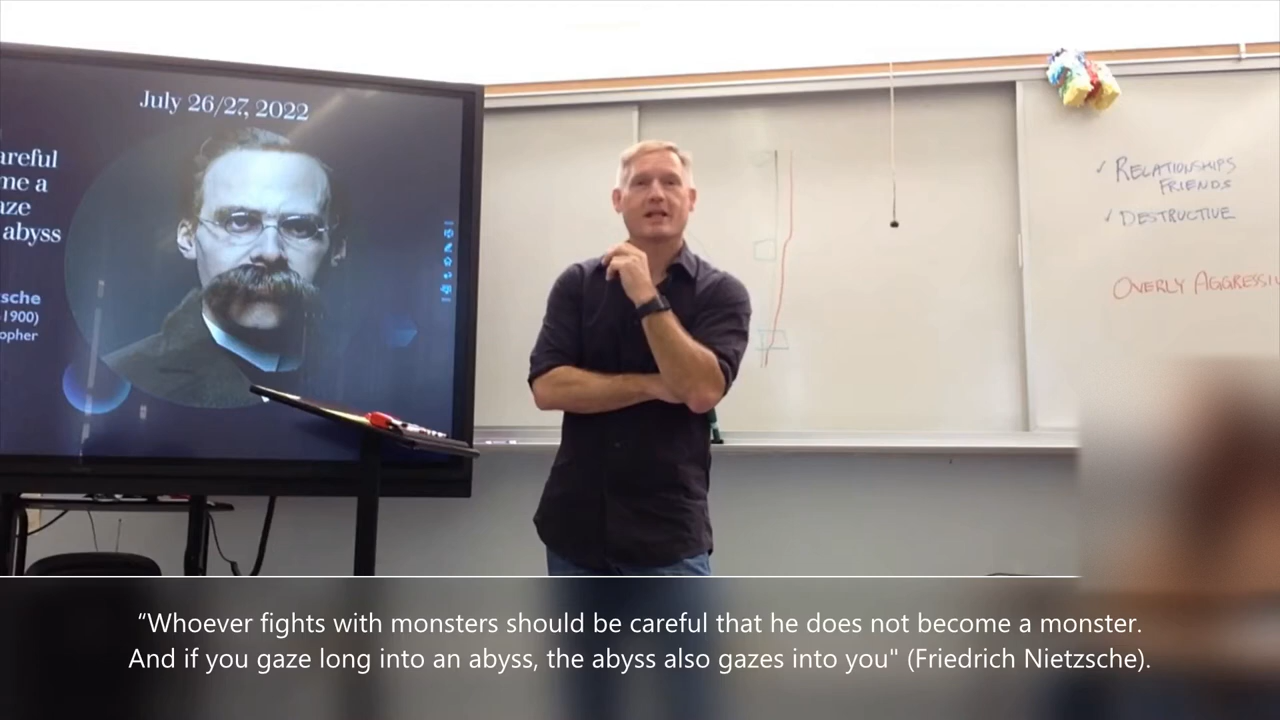 July 26/27, 2022
areful
me a
aze
abyss
sche
1900)
opher
✓ RELATIONSHIPS
FRIENDS
✓ DESTRUCTIVE
OVERLY AGGRESSI
“Whoever fights with monsters should be careful that he does not become a monster.
And if you gaze long into an abyss, the abyss also gazes into you" (Friedrich Nietzsche).